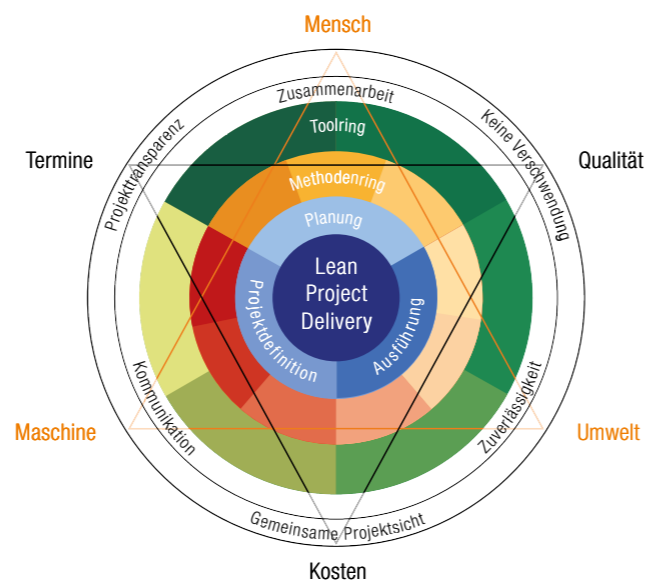 Mensch
Zusammenarbeit
Projekttransparenz
Keine Verschwendung
Toolring
Termine
Qualität
Methodenring
Planung
Lean
Project
Delivery
Projektdefinition
Ausführung
Kommunikation
Zuverlässigkeit
Maschine
Umwelt
Gemeinsame Projektsicht
Kosten